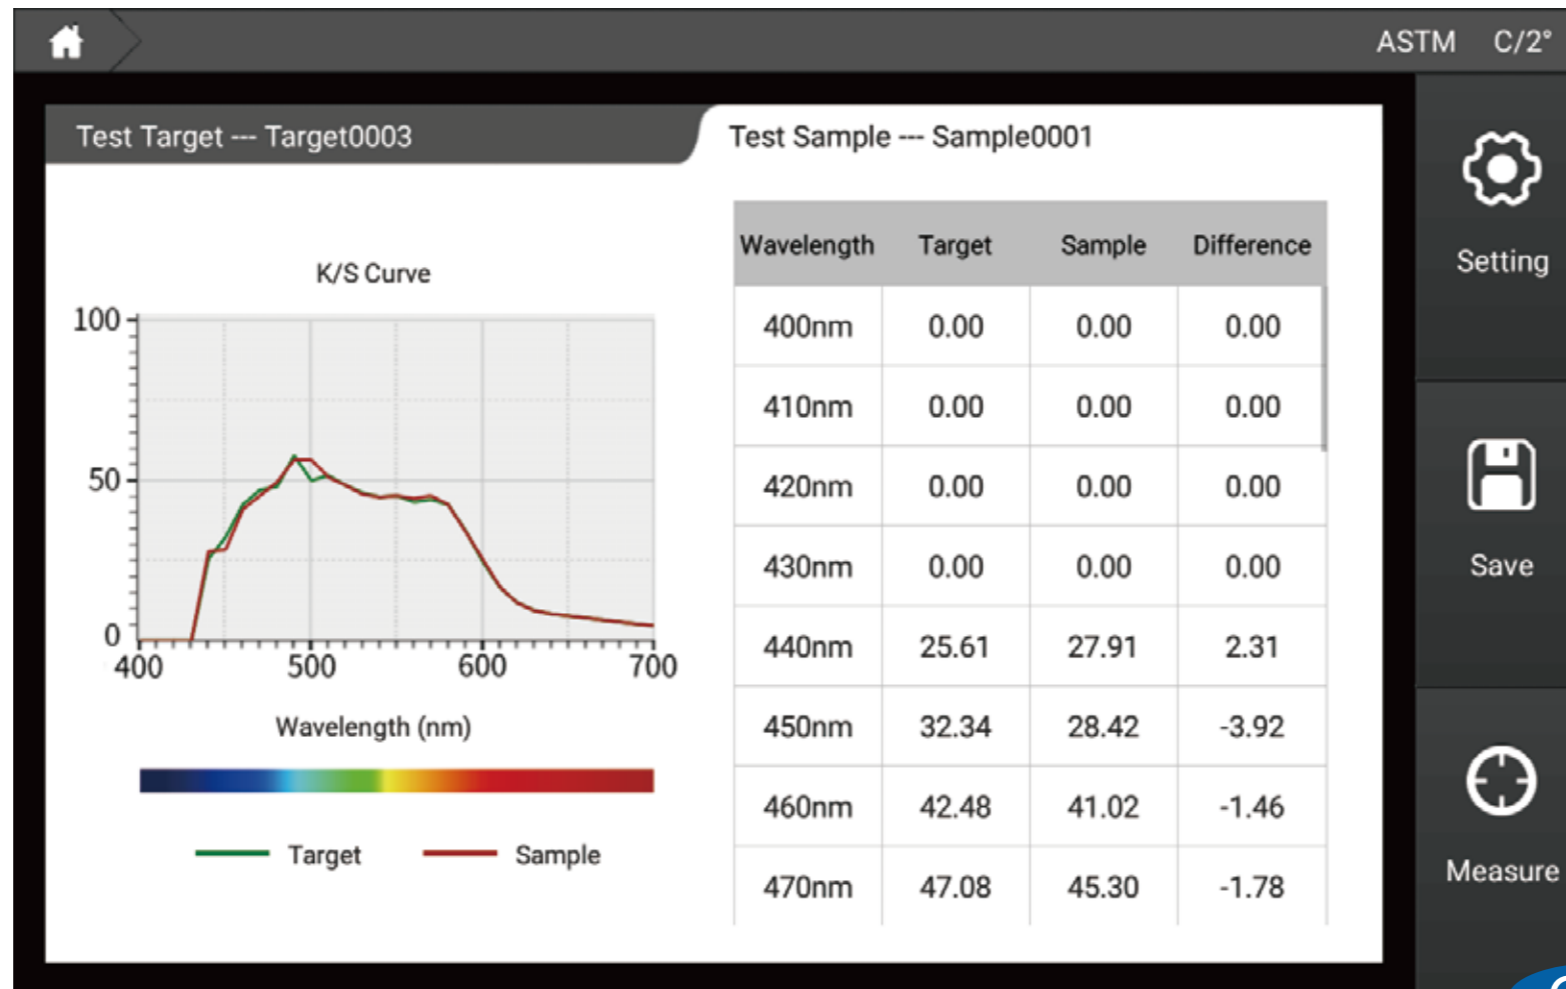 ASTM C/2°
Test Target --- Target0003
Test Sample --- Sample0001
K/S Curve
100
50
0
400 500 600 700
Wavelength (nm)
Target Sample
Wavelength Target Sample Difference
400nm 0.00 0.00 0.00
410nm 0.00 0.00 0.00
420nm 0.00 0.00 0.00
430nm 0.00 0.00 0.00
440nm 25.61 27.91 2.31
450nm 32.34 28.42 -3.92
460nm 42.48 41.02 -1.46
470nm 47.08 45.30 -1.78
Setting
Save
Measure